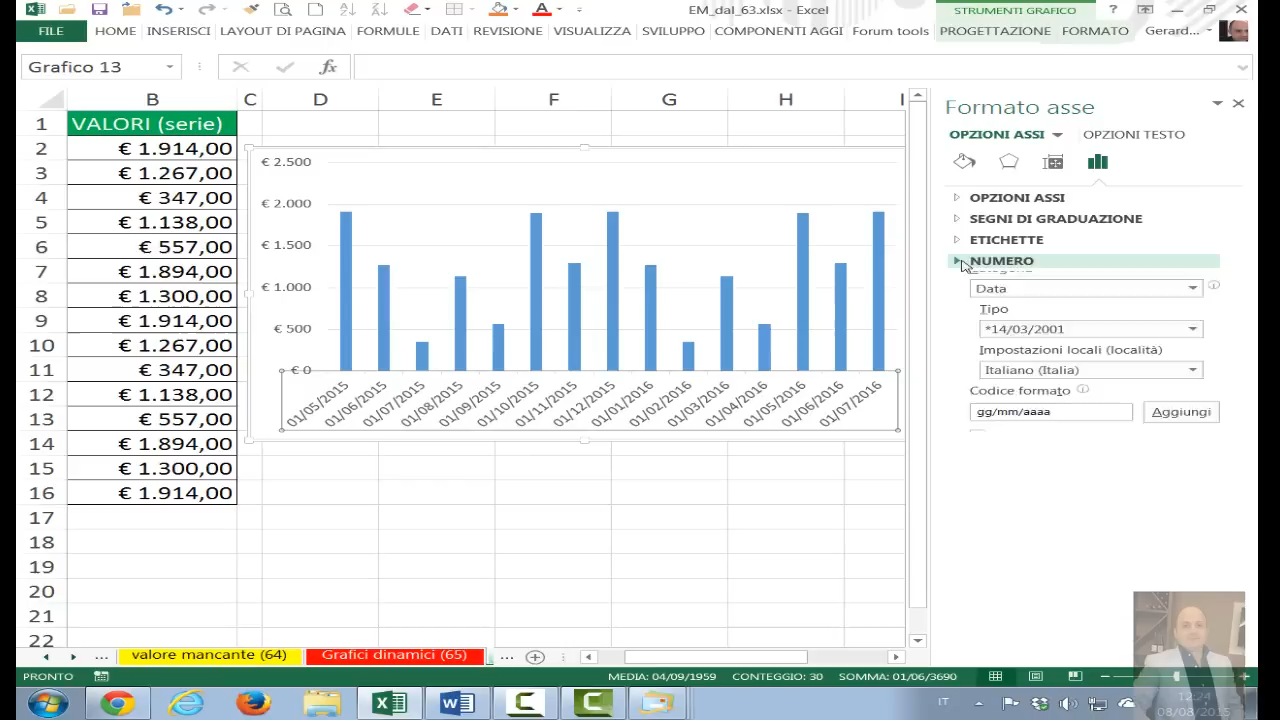 EM_dal_63.xlsx - Excel
STRUMENTI GRAFICO
FILE HOME INSERISCI LAYOUT DI PAGINA FORMULE DATI REVISIONE VISUALIZZA SVILUPPO COMPONENTI AGGI Forum tools PROGETTAZIONE FORMATO Gerard...
Grafico 13
fx
B C D E F G H I
1 VALORI (serie)
2 € 1.914,00
3 € 1.267,00
4 € 347,00
5 € 1.138,00
6 € 557,00
7 € 1.894,00
8 € 1.300,00
9 € 1.914,00
10 € 1.267,00
11 € 347,00
12 € 1.138,00
13 € 557,00
14 € 1.894,00
15 € 1.300,00
16 € 1.914,00
17
18
19
20
21
22
€ 2.500
€ 2.000
€ 1.500
€ 1.000
€ 500
€ 0
01/05/2015 01/06/2015 01/07/2015 01/08/2015 01/09/2015 01/10/2015 01/11/2015 01/12/2015 01/01/2016 01/02/2016 01/03/2016 01/04/2016 01/05/2016 01/06/2016 01/07/2016
Formato asse
OPZIONI ASSI OPZIONI TESTO
OPZIONI ASSI
SEGNI DI GRADUAZIONE
ETICHETTE
NUMERO
Data
Tipo
*14/03/2001
Impostazioni locali (località)
Italiano (Italia)
Codice formato
gg/mm/aaaa Aggiungi
... valore mancante (64) Grafici dinamici (65) ...
PRONTO MEDIA: 04/09/1959 CONTEGGIO: 30 SOMMA: 01/06/3690
IT
12:24
08/08/2015